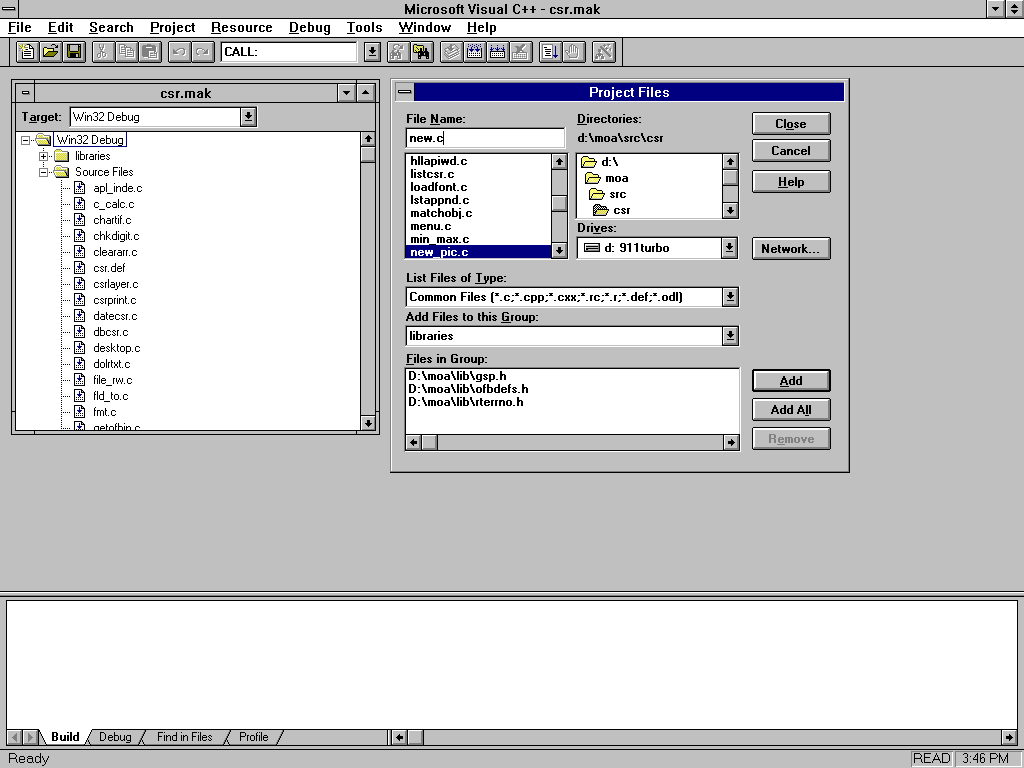 Microsoft Visual C++ - csr.mak
File Edit Search Project Resource Debug Tools Window Help
CALL:
csr.mak
Target: Win32 Debug
Win32 Debug
libraries
Source Files
apl_inde.c
c_calc.c
chartif.c
chkdigit.c
cleararr.c
csr.def
csrlayer.c
csrprint.c
datecsr.c
dbcsr.c
desktop.c
dolrtxt.c
file_rw.c
fld_to.c
fmt.c
getofbin.c
Project Files
File Name:
new.c
hllapiwd.c
listcsr.c
loadfont.c
lstappnd.c
matchobj.c
menu.c
min_max.c
new_pic.c
Directories:
d:\moa\src\csr
d:\
moa
src
csr
Drives:
d: 911turbo
List Files of Type:
Common Files (*.c;*.cpp;*.cxx;*.rc;*.r;*.def;*.odl)
Add Files to this Group:
libraries
Files in Group:
D:\moa\lib\gsp.h
D:\moa\lib\ofbdefs.h
D:\moa\lib\rterrno.h
Close
Cancel
Help
Network...
Add
Add All
Remove
Build Debug Find in Files Profile
Ready READ 3:46 PM